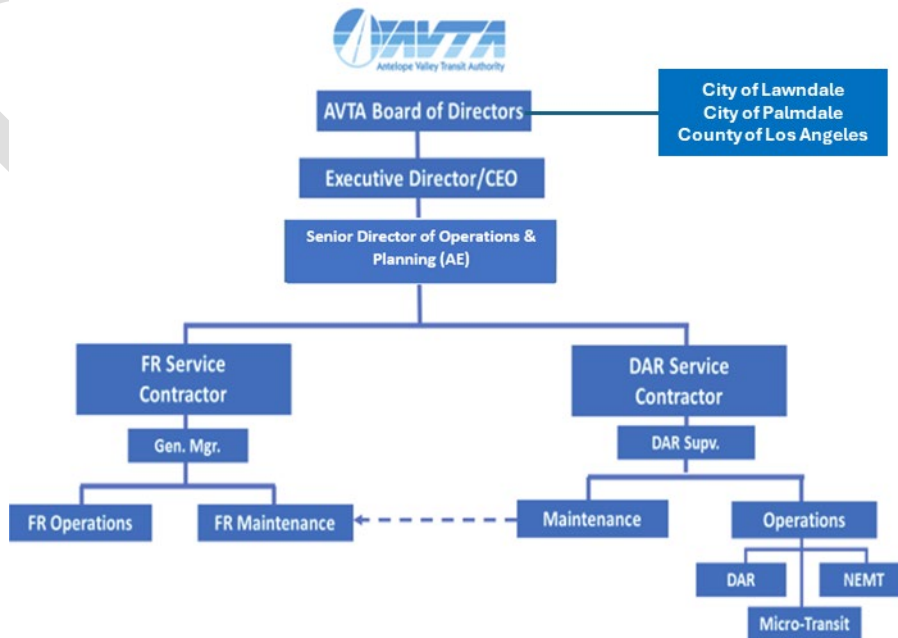 AVTA
Antelope Valley Transit Authority
AVTA Board of Directors
City of Lawndale
City of Palmdale
County of Los Angeles
Executive Director/CEO
Senior Director of Operations &
Planning (AE)
FR Service
Contractor
DAR Service
Contractor
Gen. Mgr.
DAR Supv.
FR Operations
FR Maintenance
Maintenance
Operations
DAR
NEMT
Micro-Transit